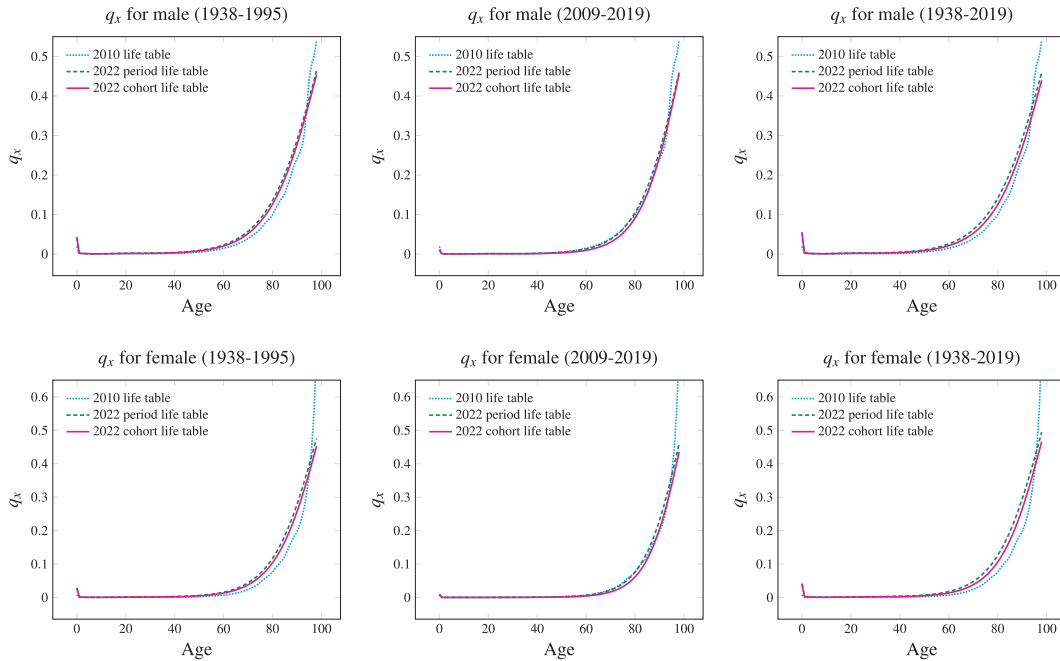 q_x for male (1938-1995)
0.5
0.4
0.3
0.2
0.1
0
q_x
2010 life table
2022 period life table
2022 cohort life table
0 20 40 60 80 100
Age
q_x for male (2009-2019)
0.5
0.4
0.3
0.2
0.1
0
q_x
2010 life table
2022 period life table
2022 cohort life table
0 20 40 60 80 100
Age
q_x for male (1938-2019)
0.5
0.4
0.3
0.2
0.1
0
q_x
2010 life table
2022 period life table
2022 cohort life table
0 20 40 60 80 100
Age
q_x for female (1938-1995)
0.6
0.5
0.4
0.3
0.2
0.1
0
q_x
2010 life table
2022 period life table
2022 cohort life table
0 20 40 60 80 100
Age
q_x for female (2009-2019)
0.6
0.5
0.4
0.3
0.2
0.1
0
q_x
2010 life table
2022 period life table
2022 cohort life table
0 20 40 60 80 100
Age
q_x for female (1938-2019)
0.6
0.5
0.4
0.3
0.2
0.1
0
q_x
2010 life table
2022 period life table
2022 cohort life table
0 20 40 60 80 100
Age